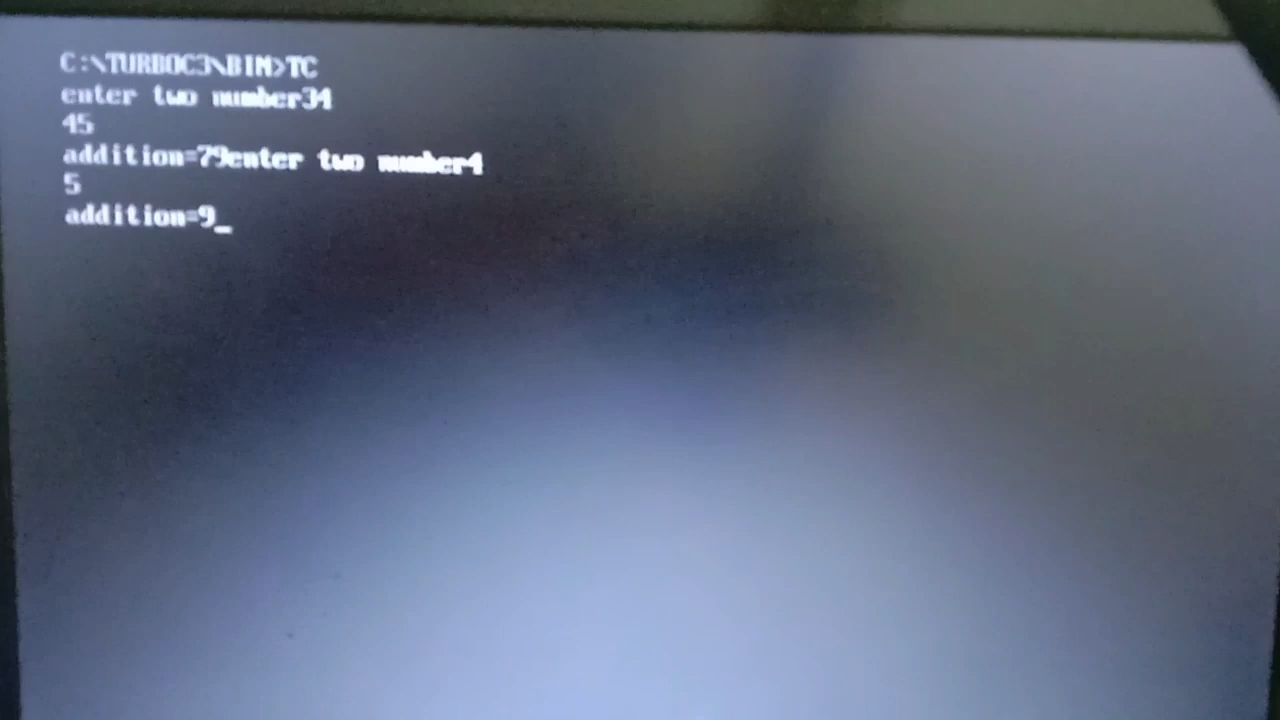 C:\TURBOC3\BIN>TC
enter two number34
45
addition=79enter two number4
5
addition=9_